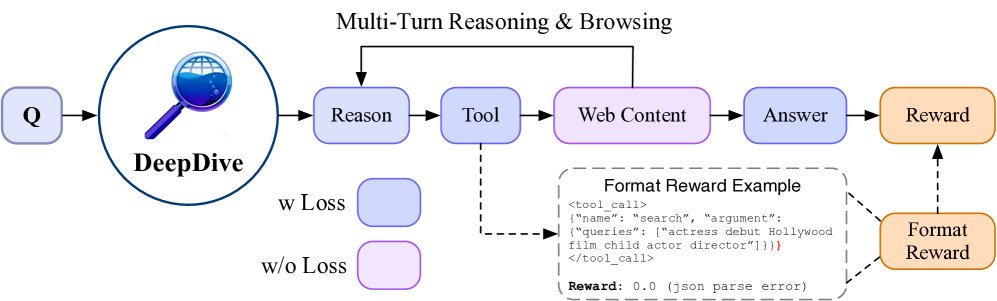 Multi-Turn Reasoning & Browsing
Q
DeepDive
Reason
Tool
Web Content
Answer
Reward
w Loss
w/o Loss
Format Reward Example
<tool_call>
{“name”: “search”, “argument”:
{“queries”: [“actress debut Hollywood
film child actor director”]}}}
</tool_call>
Reward: 0.0 (json parse error)
Format
Reward